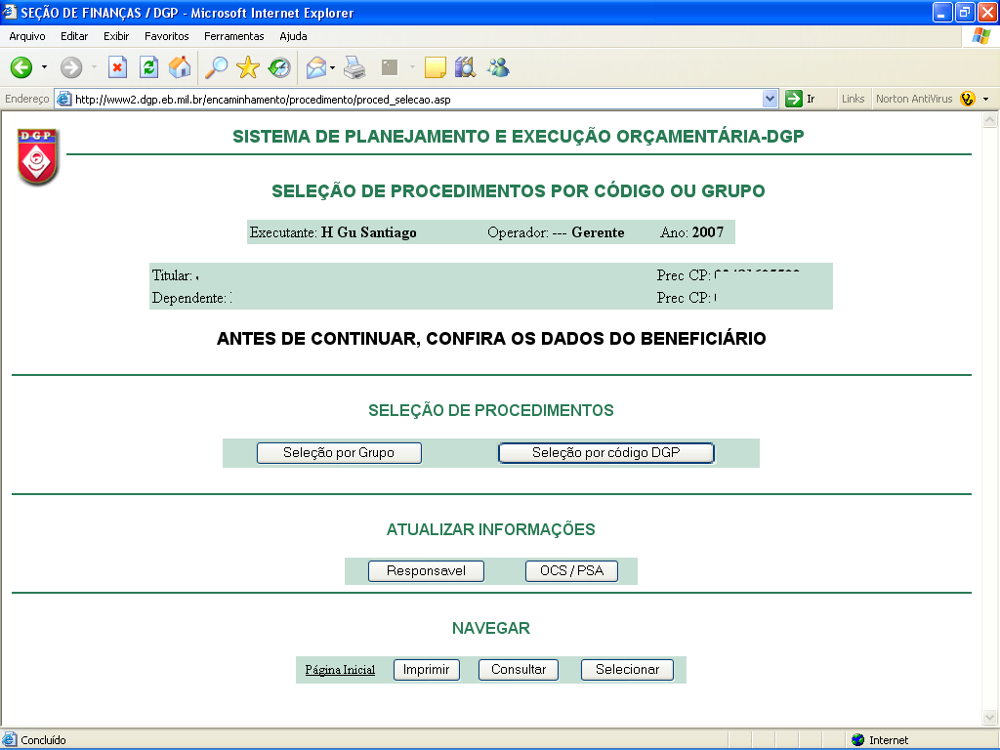 SEÇÃO DE FINANÇAS / DGP - Microsoft Internet Explorer
Arquivo Editar Exibir Favoritos Ferramentas Ajuda
Endereço http://www2.dgp.eb.mil.br/encaminhamento/procedimento/proced_selecao.asp Ir Links Norton AntiVirus
DGP
SISTEMA DE PLANEJAMENTO E EXECUÇÃO ORÇAMENTÁRIA-DGP
SELEÇÃO DE PROCEDIMENTOS POR CÓDIGO OU GRUPO
Executante: H Gu Santiago Operador: --- Gerente Ano: 2007
Titular: Prec CP:
Dependente: Prec CP:
ANTES DE CONTINUAR, CONFIRA OS DADOS DO BENEFICIÁRIO
SELEÇÃO DE PROCEDIMENTOS
Seleção por Grupo Seleção por código DGP
ATUALIZAR INFORMAÇÕES
Responsavel OCS / PSA
NAVEGAR
Página Inicial Imprimir Consultar Selecionar
Concluído Internet